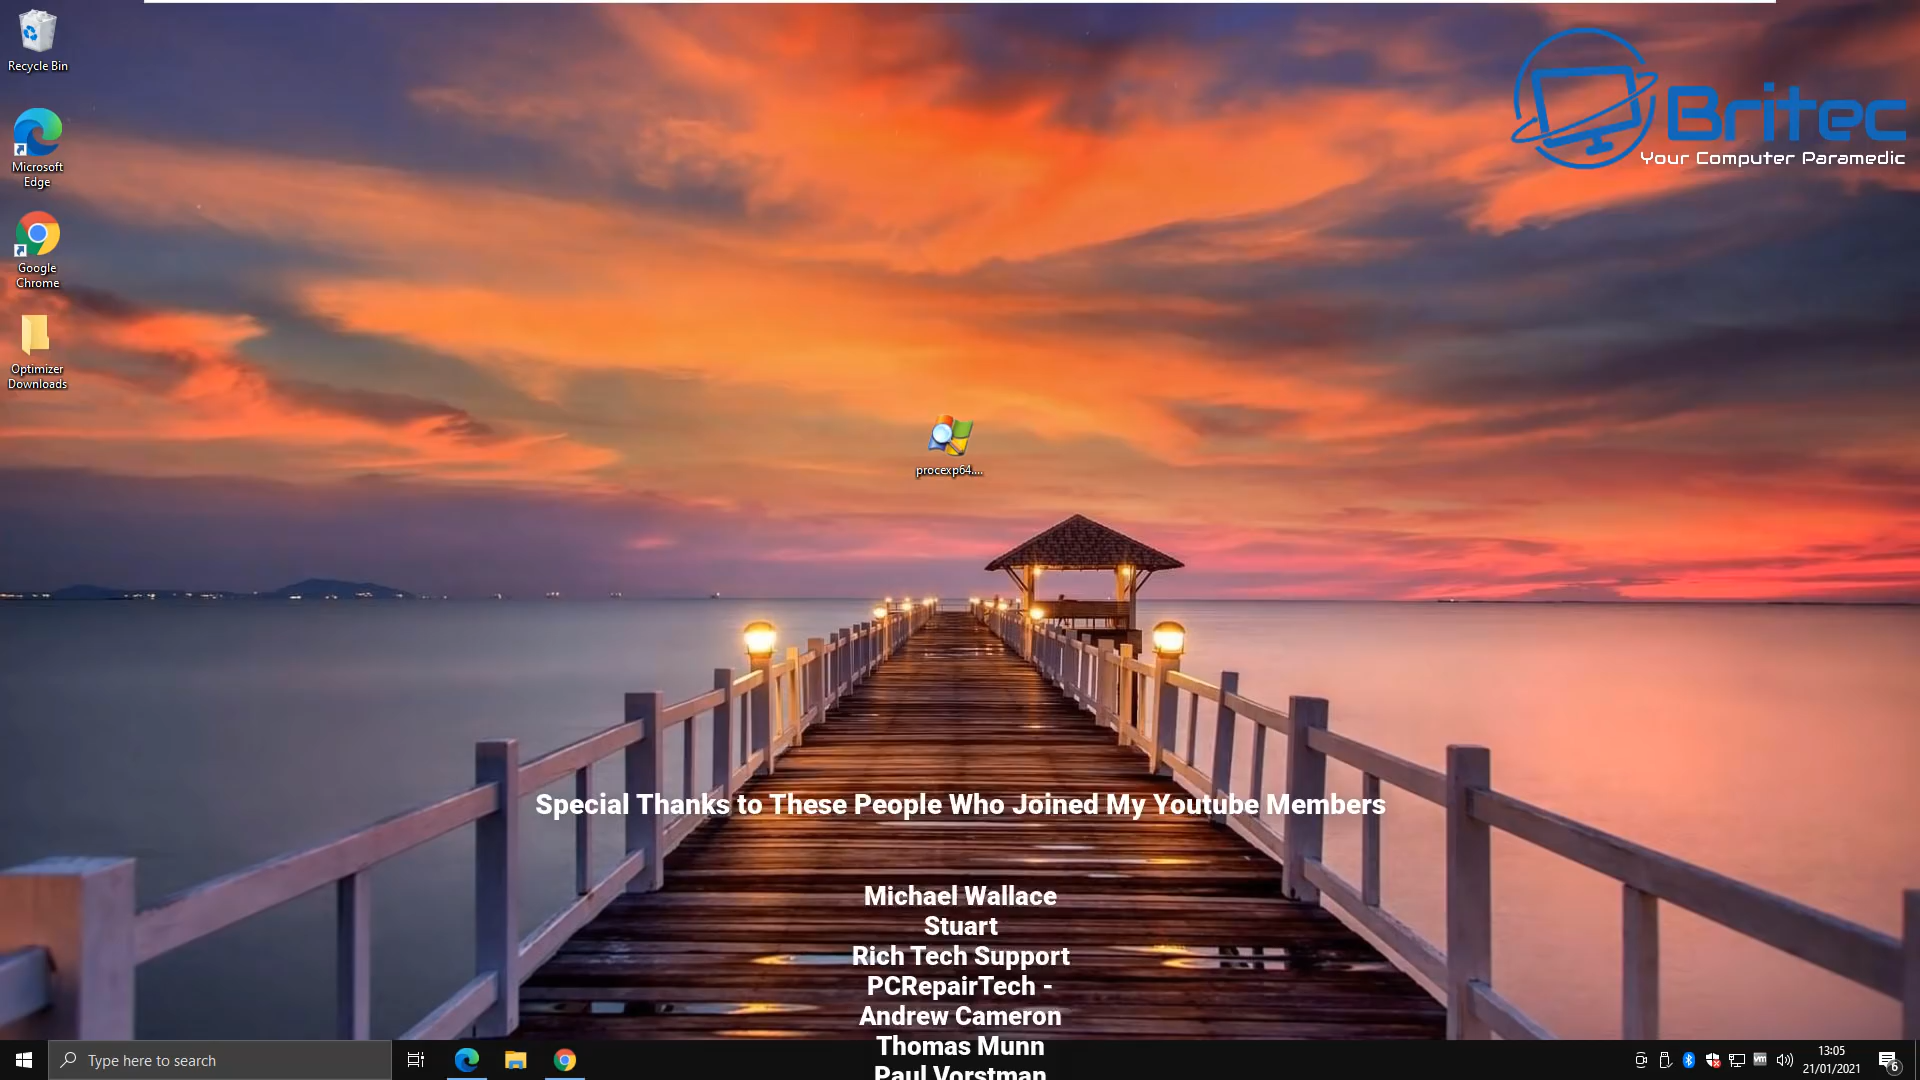 Recycle Bin
Microsoft
Edge
Google
Chrome
Optimizer
Downloads
Britec
Your Computer Paramedic
procexp64....
Special Thanks to These People Who Joined My Youtube Members
Michael Wallace
Stuart
Rich Tech Support
PCRepairTech -
Andrew Cameron
Thomas Munn
Paul Vorstman
Type here to search
vm
13:05
21/01/2021
6